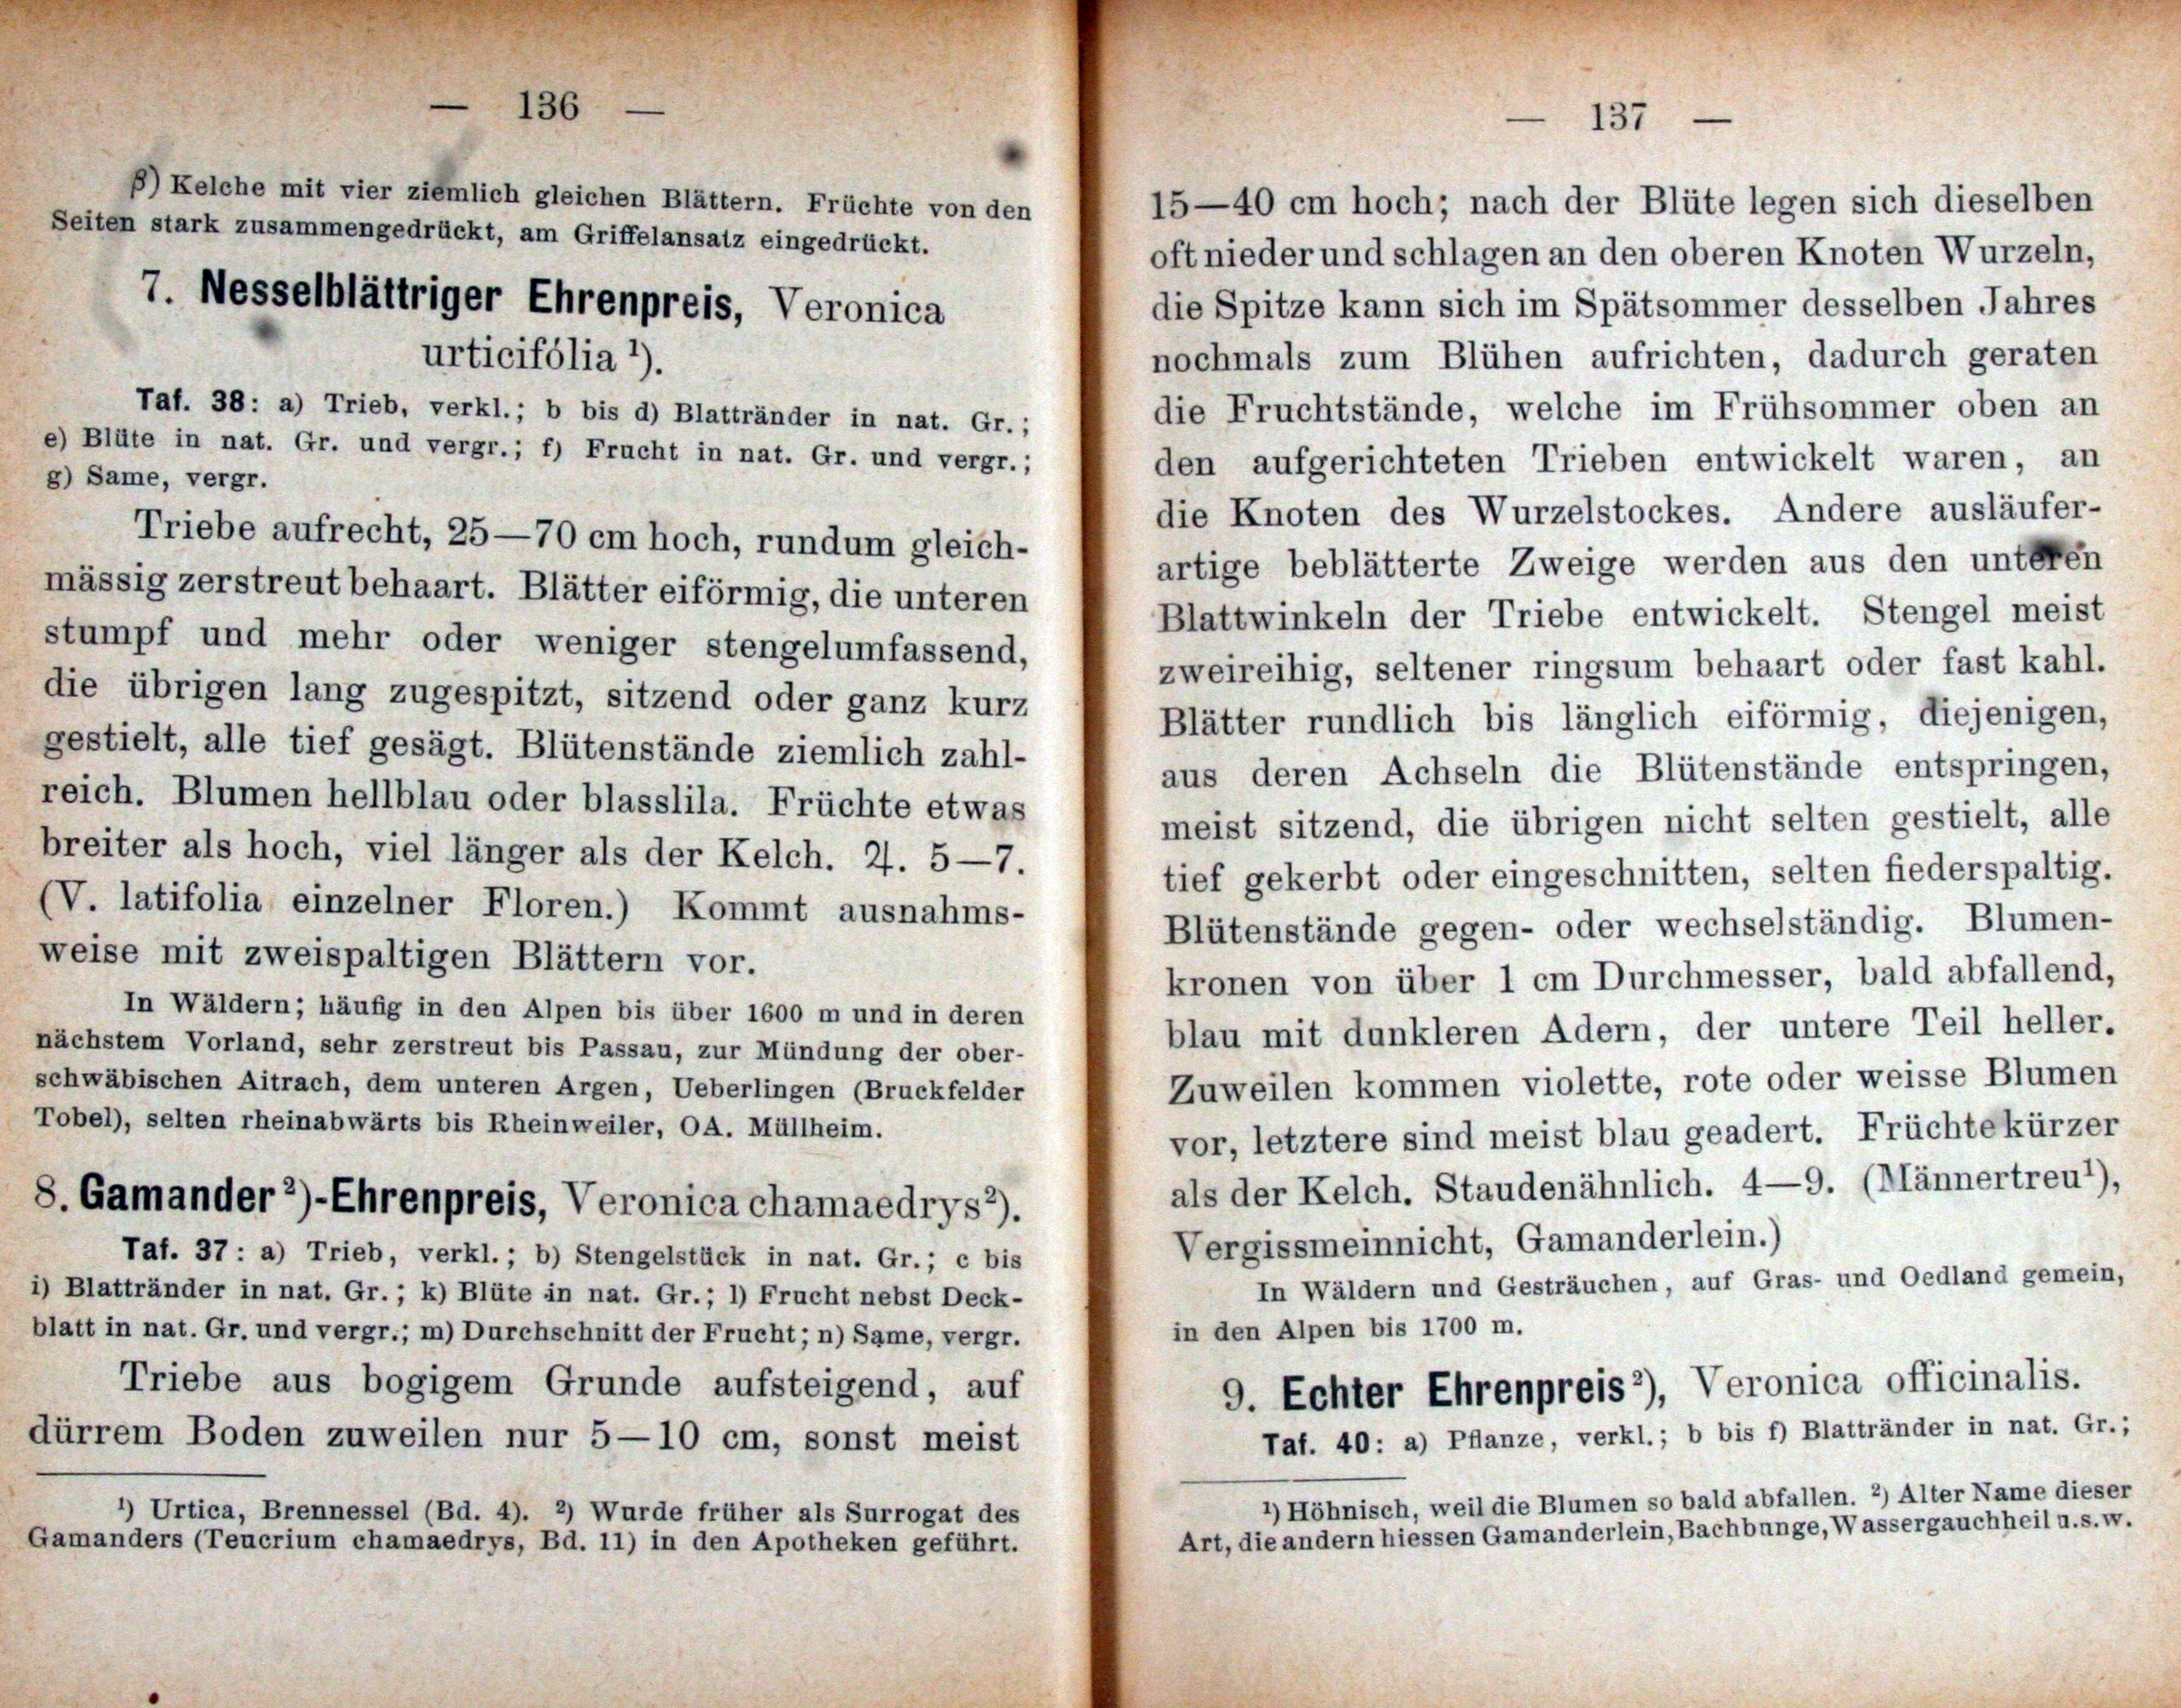 — 136 —
β) Kelche mit vier ziemlich gleichen Blättern. Früchte von den
Seiten stark zusammengedrückt, am Griffelansatz eingedrückt.
7. Nesselblättriger Ehrenpreis, Veronica
urticifólia ¹).
Taf. 38: a) Trieb, verkl.; b bis d) Blattränder in nat. Gr.;
e) Blüte in nat. Gr. und vergr.; f) Frucht in nat. Gr. und vergr.;
g) Same, vergr.
Triebe aufrecht, 25—70 cm hoch, rundum gleich-
mässig zerstreut behaart. Blätter eiförmig, die unteren
stumpf und mehr oder weniger stengelumfassend,
die übrigen lang zugespitzt, sitzend oder ganz kurz
gestielt, alle tief gesägt. Blütenstände ziemlich zahl-
reich. Blumen hellblau oder blasslila. Früchte etwas
breiter als hoch, viel länger als der Kelch. ♃. 5—7.
(V. latifolia einzelner Floren.) Kommt ausnahms-
weise mit zweispaltigen Blättern vor.
In Wäldern; häufig in den Alpen bis über 1600 m und in deren
nächstem Vorland, sehr zerstreut bis Passau, zur Mündung der ober-
schwäbischen Aitrach, dem unteren Argen, Ueberlingen (Bruckfelder
Tobel), selten rheinabwärts bis Rheinweiler, OA. Müllheim.
8. Gamander ²)-Ehrenpreis, Veronica chamaedrys²).
Taf. 37: a) Trieb, verkl.; b) Stengelstück in nat. Gr.; c bis
i) Blattränder in nat. Gr.; k) Blüte in nat. Gr.; l) Frucht nebst Deck-
blatt in nat. Gr. und vergr.; m) Durchschnitt der Frucht; n) Same, vergr.
Triebe aus bogigem Grunde aufsteigend, auf
dürrem Boden zuweilen nur 5—10 cm, sonst meist
¹) Urtica, Brennessel (Bd. 4). ²) Wurde früher als Surrogat des
Gamanders (Teucrium chamaedrys, Bd. 11) in den Apotheken geführt.
— 137 —
15—40 cm hoch; nach der Blüte legen sich dieselben
oft nieder und schlagen an den oberen Knoten Wurzeln,
die Spitze kann sich im Spätsommer desselben Jahres
nochmals zum Blühen aufrichten, dadurch geraten
die Fruchtstände, welche im Frühsommer oben an
den aufgerichteten Trieben entwickelt waren, an
die Knoten des Wurzelstockes. Andere ausläufer-
artige beblätterte Zweige werden aus den unteren
Blattwinkeln der Triebe entwickelt. Stengel meist
zweireihig, seltener ringsum behaart oder fast kahl.
Blätter rundlich bis länglich eiförmig, diejenigen,
aus deren Achseln die Blütenstände entspringen,
meist sitzend, die übrigen nicht selten gestielt, alle
tief gekerbt oder eingeschnitten, selten fiederspaltig.
Blütenstände gegen- oder wechselständig. Blumen-
kronen von über 1 cm Durchmesser, bald abfallend,
blau mit dunkleren Adern, der untere Teil heller.
Zuweilen kommen violette, rote oder weisse Blumen
vor, letztere sind meist blau geadert. Früchte kürzer
als der Kelch. Staudenähnlich. 4—9. (Männertreu¹),
Vergissmeinnicht, Gamanderlein.)
In Wäldern und Gesträuchen, auf Gras- und Oedland gemein,
in den Alpen bis 1700 m.
9. Echter Ehrenpreis²), Veronica officinalis.
Taf. 40: a) Pflanze, verkl.; b bis f) Blattränder in nat. Gr.;
¹) Höhnisch, weil die Blumen so bald abfallen. ²) Alter Name dieser
Art, die andern hiessen Gamanderlein, Bachbunge, Wassergauchheil u.s.w.